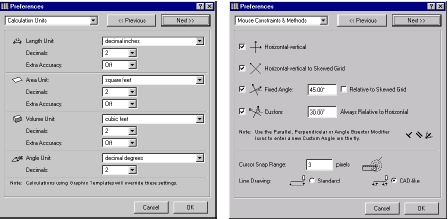 Preferences
Calculation Units
<< Previous
Next >>
Length Unit:
decimal inches
Decimals:
2
Extra Accuracy:
Off
Area Unit:
square feet
Decimals:
2
Extra Accuracy:
Off
Volume Unit
cubic feet
Decimals:
2
Extra Accuracy:
Off
Angle Unit:
decimal degrees
Decimals:
2
Note: Calculations using Graphic Templates will override these settings.
Cancel
OK
Preferences
Mouse Constraints & Methods
<< Previous
Next >>
Horizontal-vertical
Horizontal-vertical to Skewed Grid
Fixed Angle:
45.00°
Relative to Skewed Grid
Custom:
30.00°
Always Relative to Horizontal
Note: Use the Parallel, Perpendicular or Angle Bisector Modifier
icons to enter a new Custom Angle on the fly.
Cursor Snap Range:
3
pixels
Line Drawing:
Standard
CAD-like
Cancel
OK